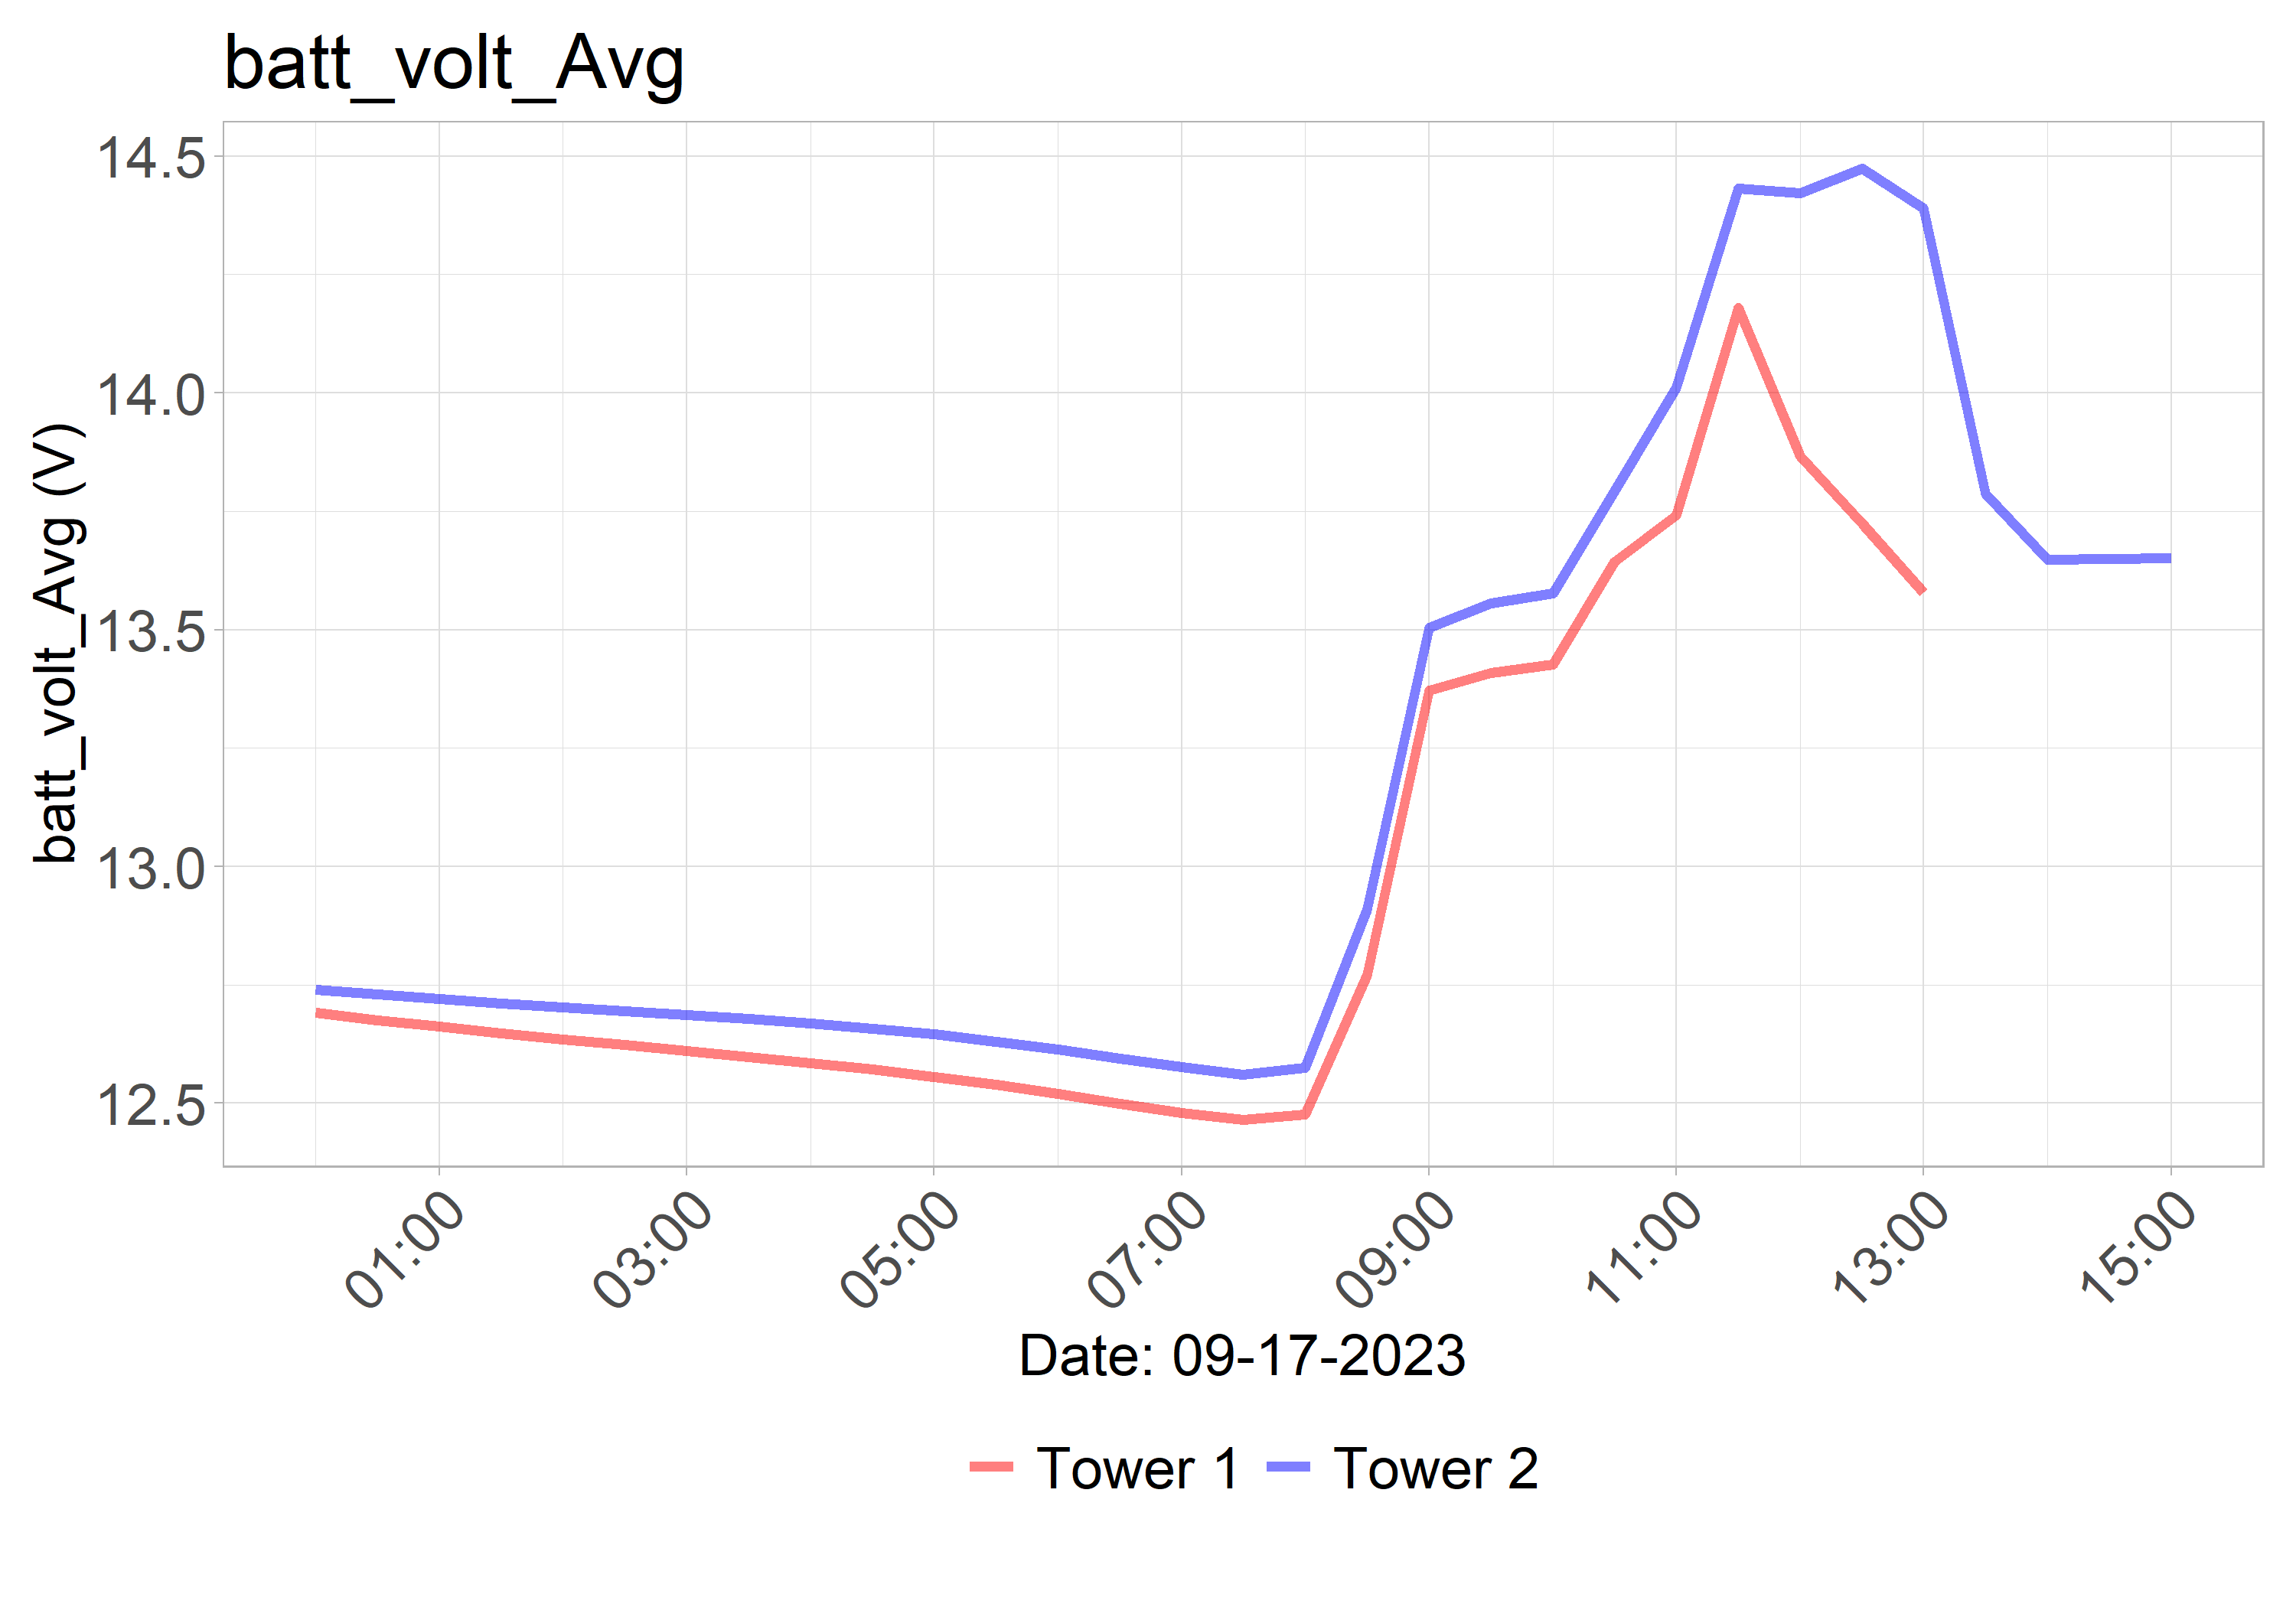 batt_volt_Avg
batt_volt_Avg (V)
14.5
14.0
13.5
13.0
12.5
01:00
03:00
05:00
07:00
09:00
11:00
13:00
15:00
Date: 09-17-2023
Tower 1
Tower 2